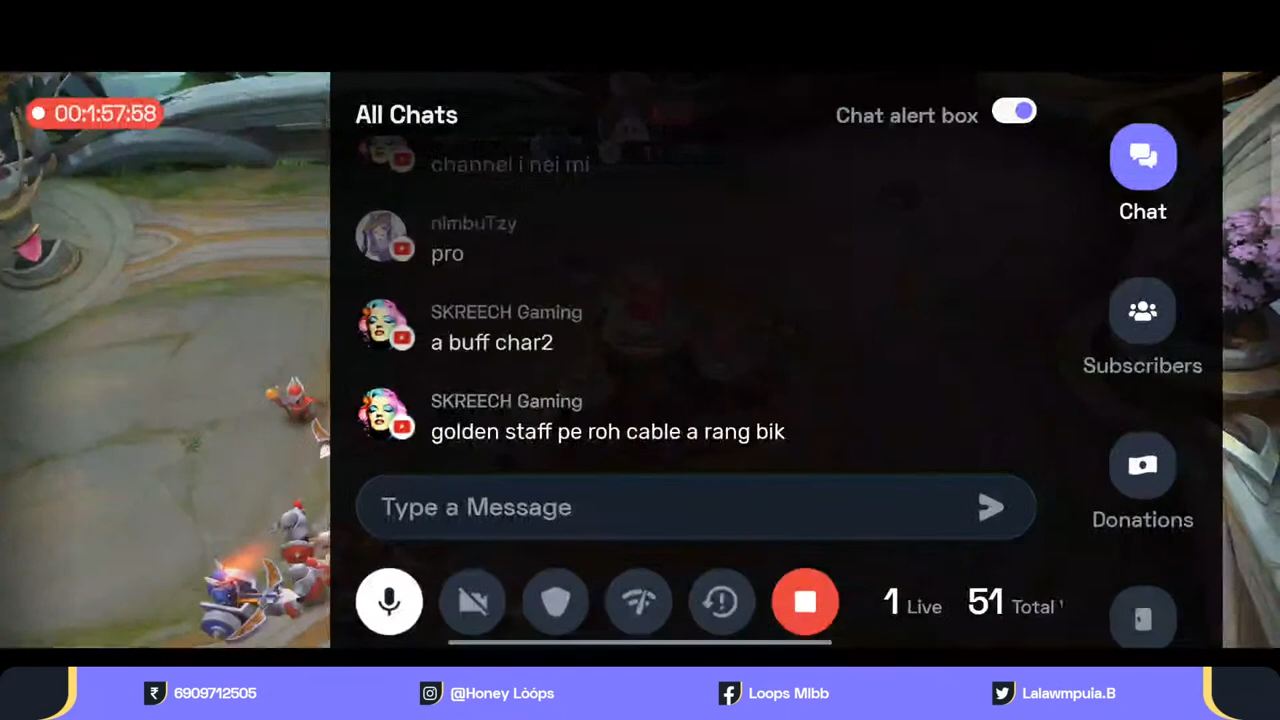 00:1:57:58
All Chats
Chat alert box
channel i nei mi
nimbuTzy
pro
SKREECH Gaming
a buff char2
SKREECH Gaming
golden staff pe roh cable a rang bik
Type a Message
Chat
Subscribers
Donations
1 Live 51 Total
₹ 6909712505
@Honey Lòóps
Loops Mlbb
Lalawmpuia.B